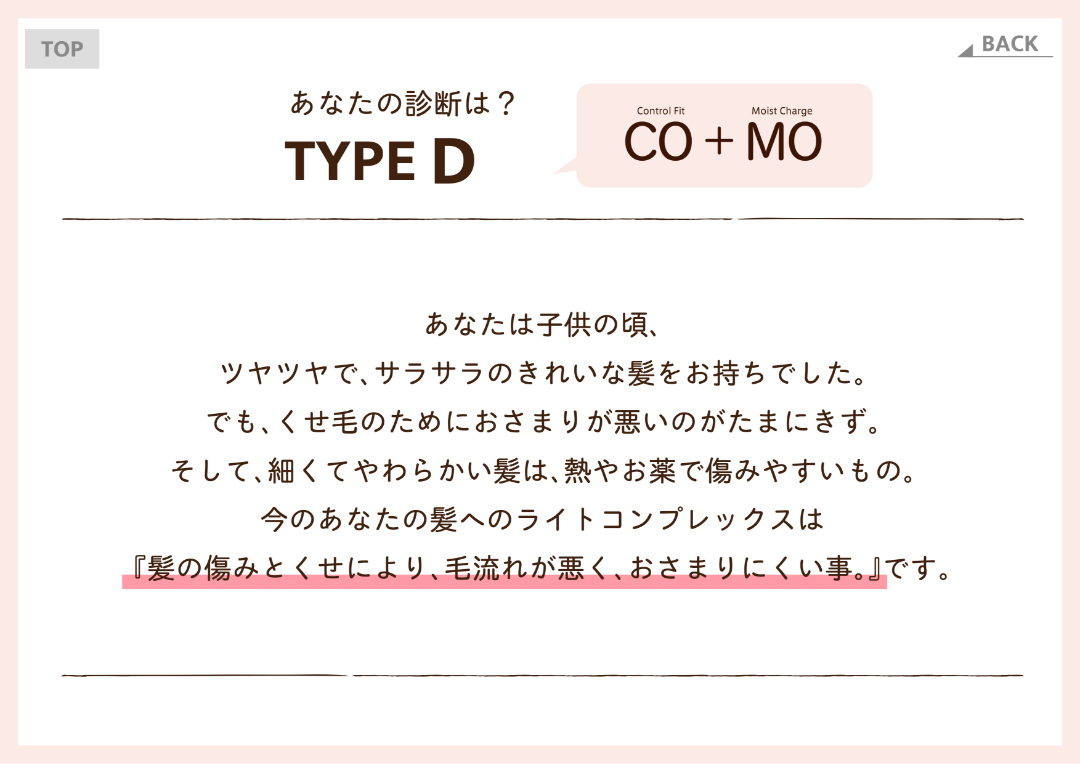 TOP
BACK
あなたの診断は？
TYPE D
Control Fit
Moist Charge
CO + MO
あなたは子供の頃、
ツヤツヤで、サラサラのきれいな髪をお持ちでした。
でも、くせ毛のためにおさまりが悪いのがたまにきず。
そして、細くてやわらかい髪は、熱やお薬で傷みやすいもの。
今のあなたの髪へのライトコンプレックスは
『髪の傷みとくせにより、毛流れが悪く、おさまりにくい事。』です。